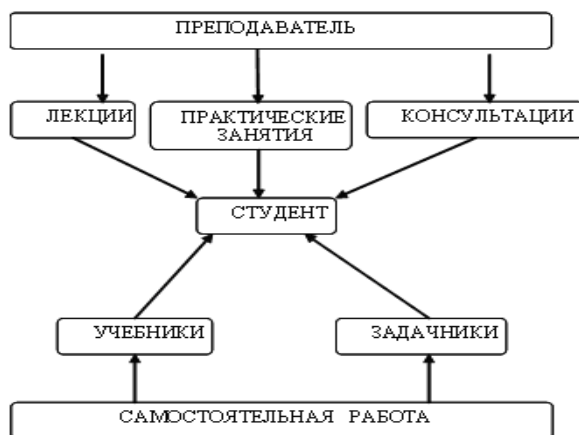 ПРЕПОДАВАТЕЛЬ
ЛЕКЦИИ
ПРАКТИЧЕСКИЕ
ЗАНЯТИЯ
КОНСУЛЬТАЦИИ
СТУДЕНТ
УЧЕБНИКИ
ЗАДАЧНИКИ
САМОСТОЯТЕЛЬНАЯ РАБОТА